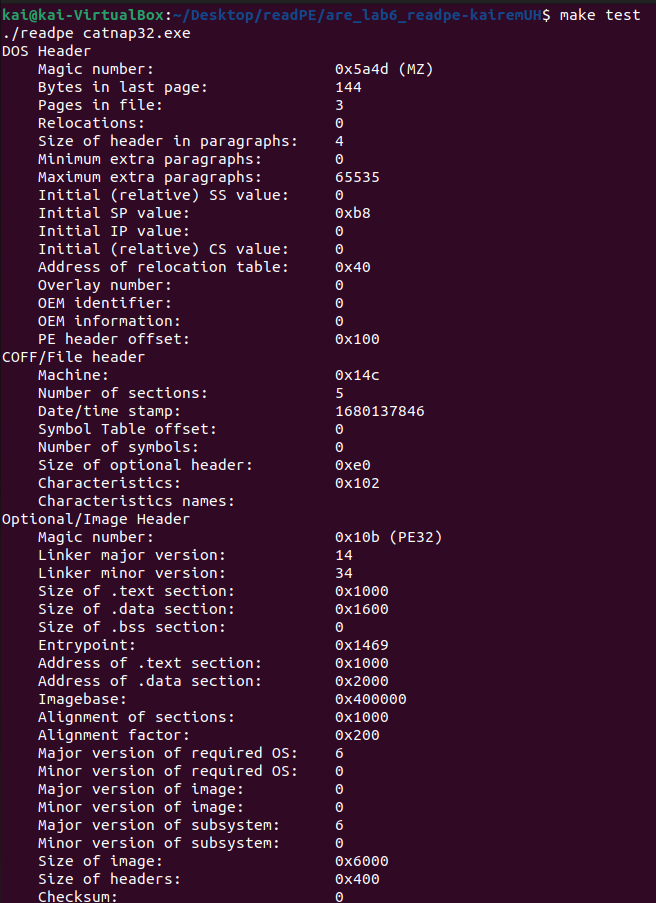 kai@kai-VirtualBox:~/Desktop/readPE/are_lab6_readpe-kairemUH$ make test
./readpe catnap32.exe
DOS Header
    Magic number:                    0x5a4d (MZ)
    Bytes in last page:              144
    Pages in file:                   3
    Relocations:                     0
    Size of header in paragraphs:    4
    Minimum extra paragraphs:        0
    Maximum extra paragraphs:        65535
    Initial (relative) SS value:     0
    Initial SP value:                0xb8
    Initial IP value:                0
    Initial (relative) CS value:     0
    Address of relocation table:     0x40
    Overlay number:                  0
    OEM identifier:                  0
    OEM information:                 0
    PE header offset:                0x100
COFF/File header
    Machine:                         0x14c
    Number of sections:              5
    Date/time stamp:                 1680137846
    Symbol Table offset:             0
    Number of symbols:               0
    Size of optional header:         0xe0
    Characteristics:                 0x102
    Characteristics names:
Optional/Image Header
    Magic number:                    0x10b (PE32)
    Linker major version:            14
    Linker minor version:            34
    Size of .text section:           0x1000
    Size of .data section:           0x1600
    Size of .bss section:            0
    Entrypoint:                      0x1469
    Address of .text section:        0x1000
    Address of .data section:        0x2000
    Imagebase:                       0x400000
    Alignment of sections:           0x1000
    Alignment factor:                0x200
    Major version of required OS:    6
    Minor version of required OS:    0
    Major version of image:          0
    Minor version of image:          0
    Major version of subsystem:      6
    Minor version of subsystem:      0
    Size of image:                   0x6000
    Size of headers:                 0x400
    Checksum:                        0